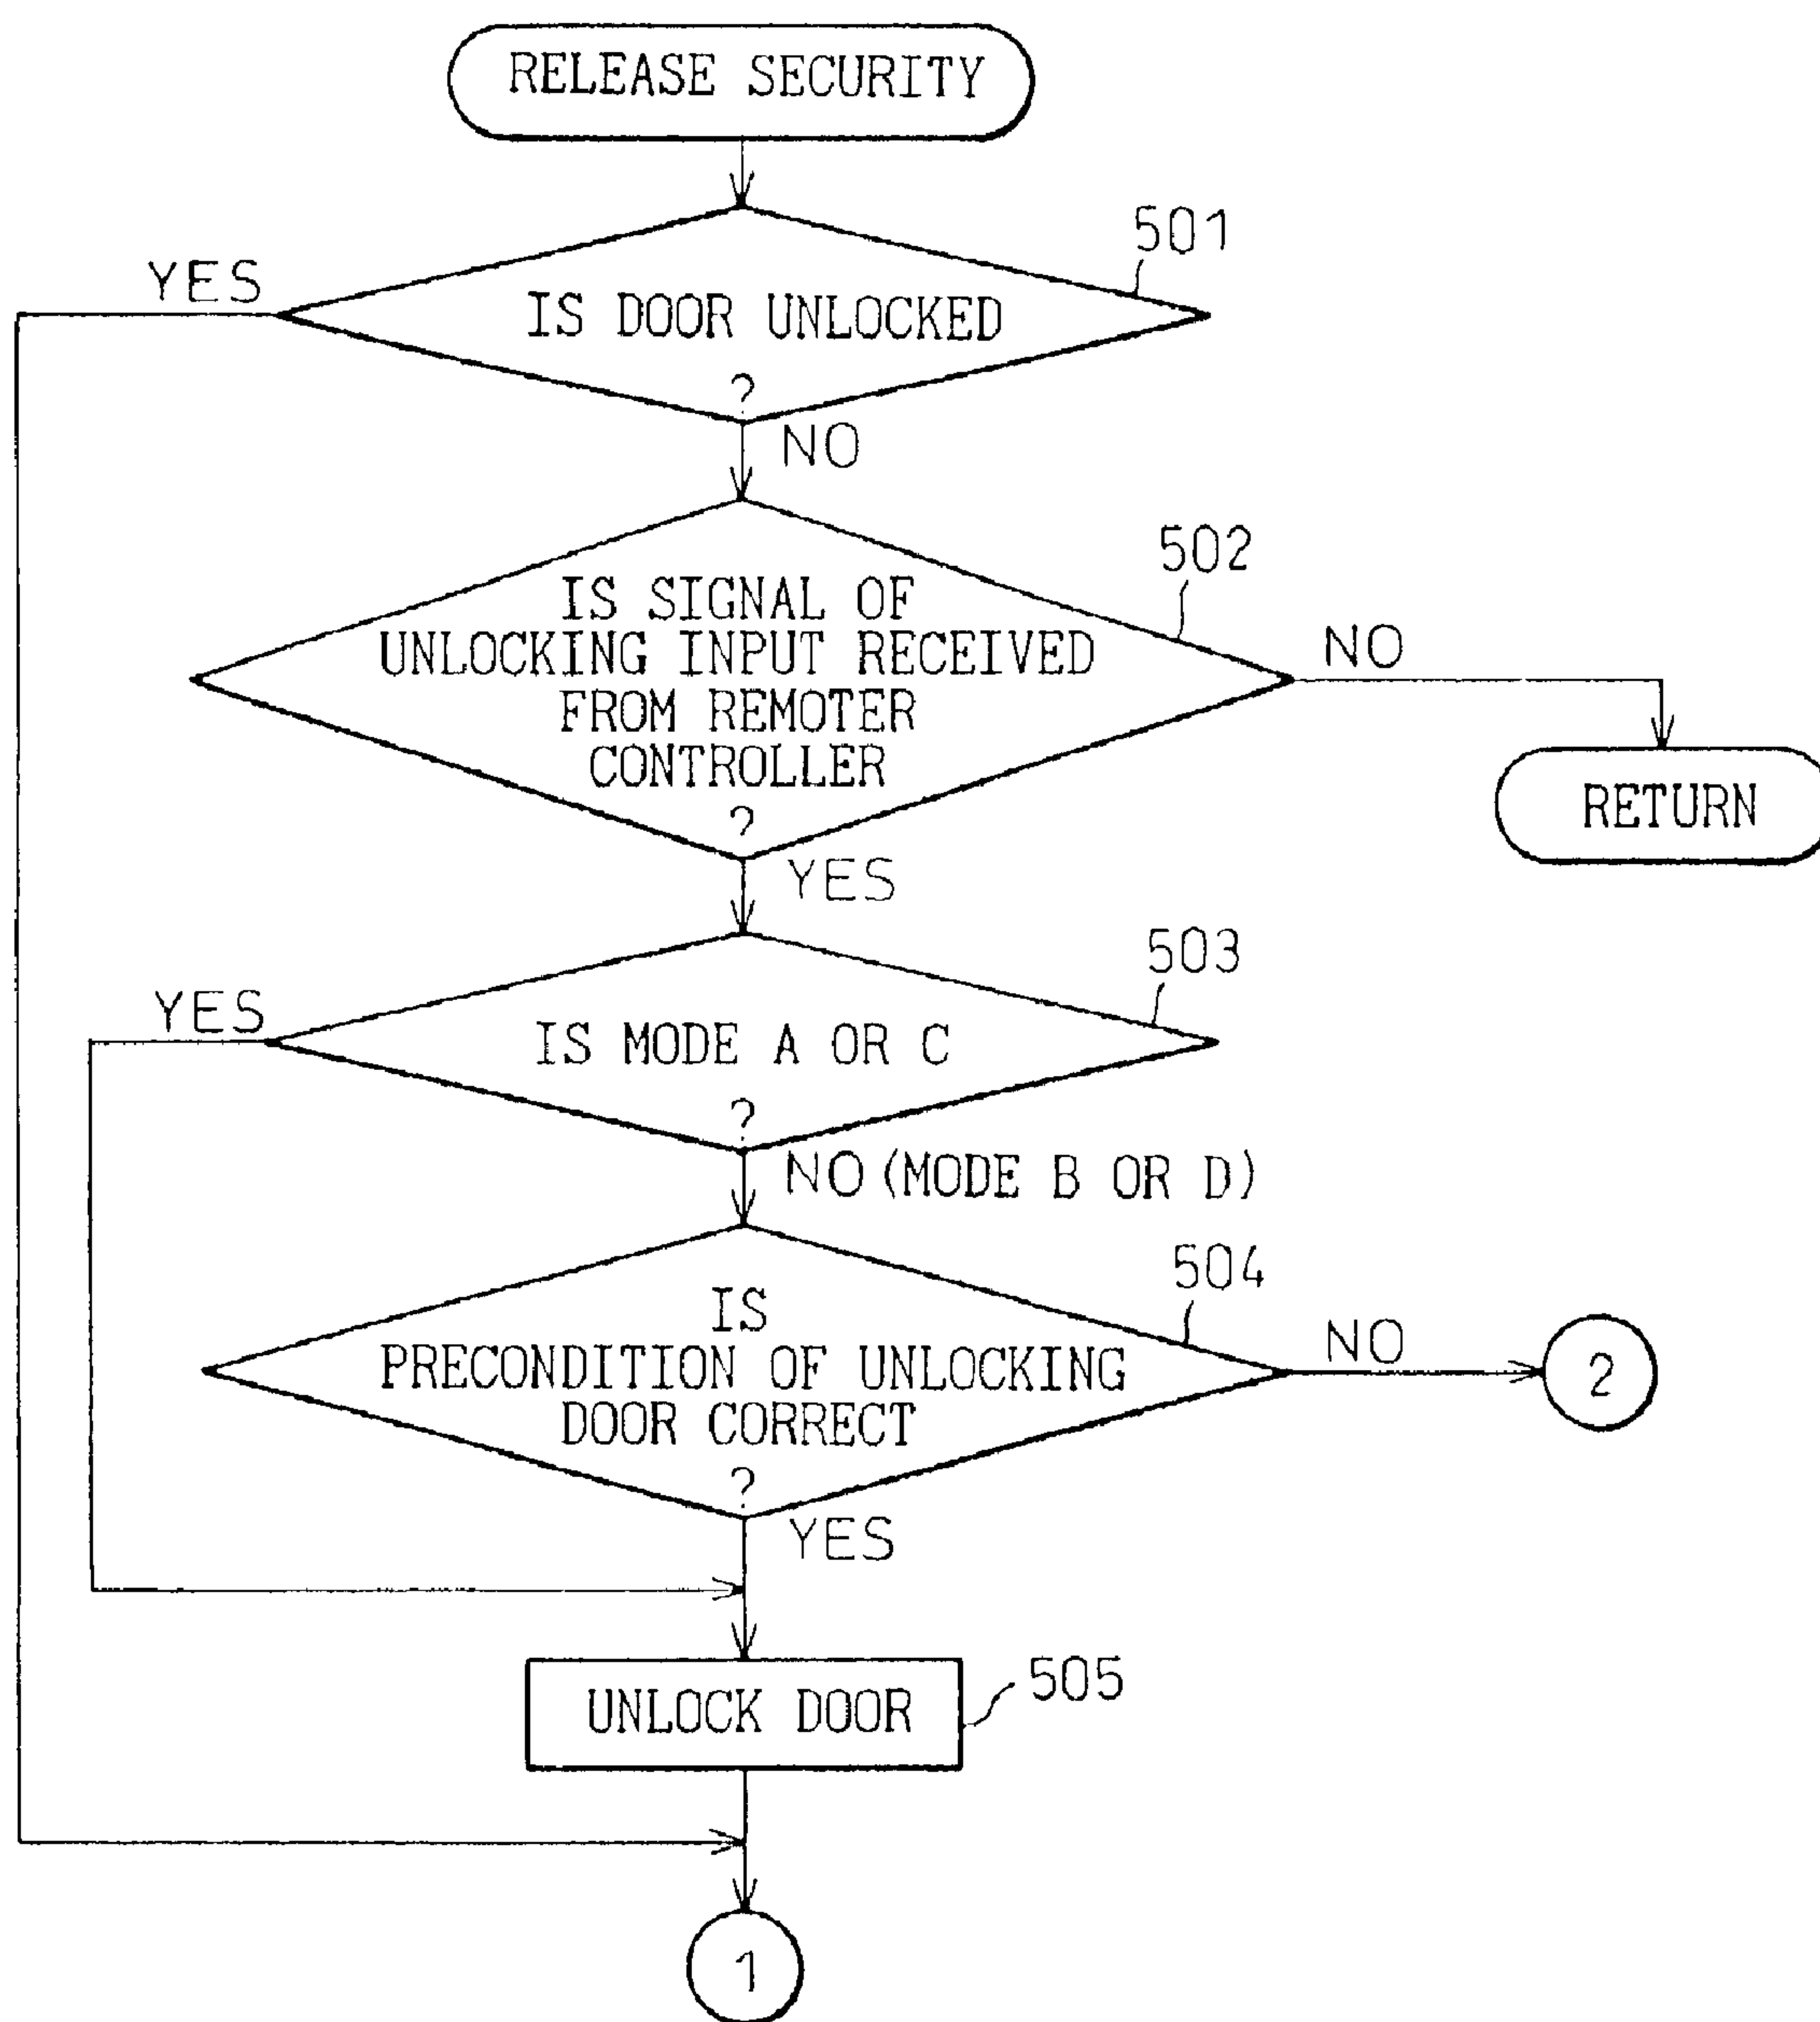 RELEASE SECURITY
501
YES
IS DOOR UNLOCKED
?
NO
502
IS SIGNAL OF
UNLOCKING INPUT RECEIVED
FROM REMOTER
CONTROLLER
?
NO
RETURN
YES
503
YES
IS MODE A OR C
?
NO (MODE B OR D)
504
IS
PRECONDITION OF UNLOCKING
DOOR CORRECT
?
NO
2
YES
UNLOCK DOOR
505
1